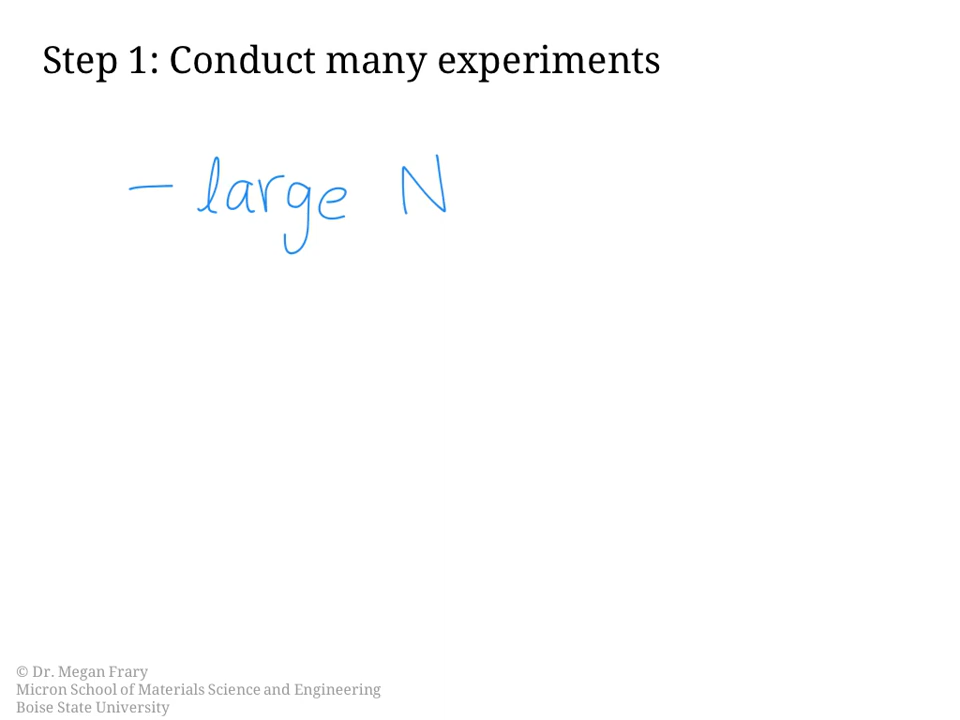 Step 1: Conduct many experiments
- large N
© Dr. Megan Frary
Micron School of Materials Science and Engineering
Boise State University